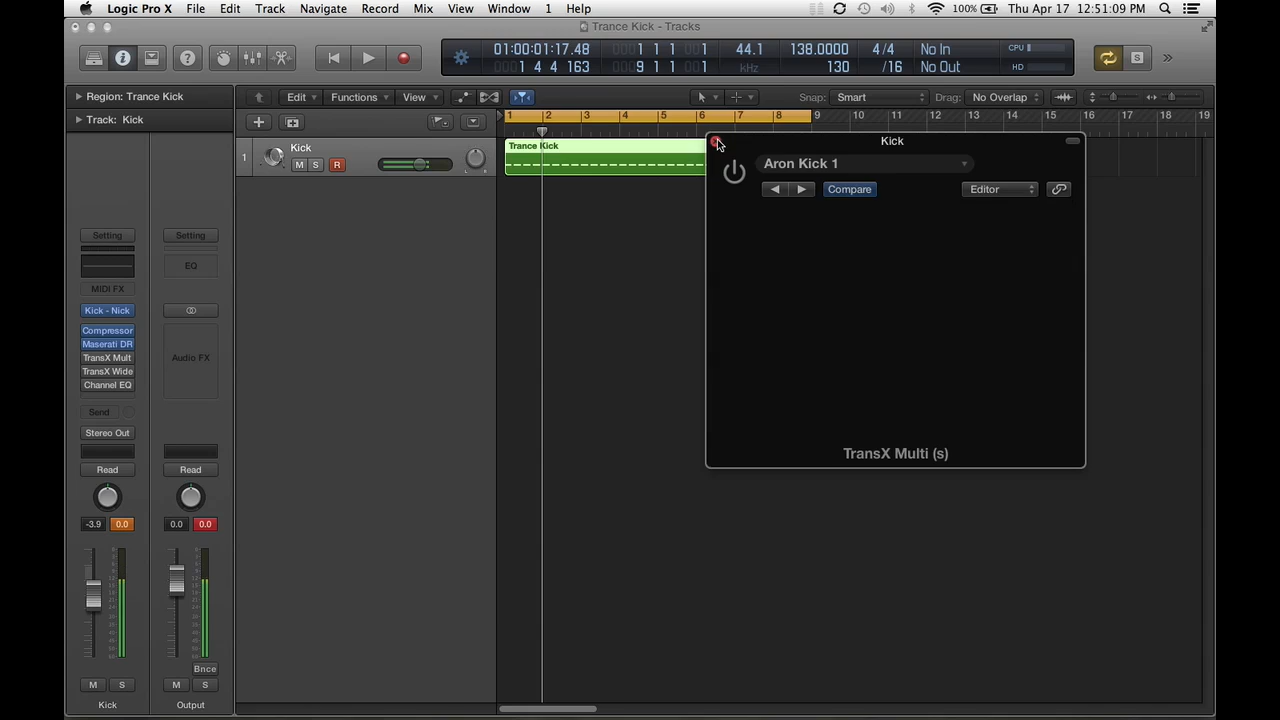 Logic Pro X File Edit Track Navigate Record Mix View Window 1 Help 100% Thu Apr 17 12:51:09 PM
Trance Kick - Tracks
01:00:01:17.48 1 1 1 1 44.1 138.0000 4/4 No In CPU
1 4 4 163 9 1 1 1 kHz 130 /16 No Out HD
S
Region: Trance Kick
Track: Kick
Edit Functions View Snap: Smart Drag: No Overlap
1 2 3 4 5 6 7 8 9 10 11 12 13 14 15 16 17 18 19
1 Kick
M S R
L R
Trance Kick
Kick
Aron Kick 1
Compare Editor
TransX Multi (s)
Setting Setting
EQ
MIDI FX
Kick - Nick
Compressor
Maserati DR
TransX Mult Audio FX
TransX Wide
Channel EQ
Send
Stereo Out
Read Read
-3.9 0.0 0.0 0.0
Bnce
M S M S
Kick Output